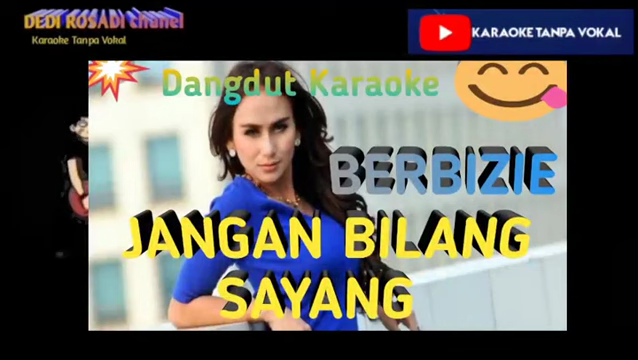 DEDI ROSADI chanel
Karaoke Tanpa Vokal
KARAOKE TANPA VOKAL
Dangdut Karaoke
BERBIZIE
JANGAN BILANG
SAYANG